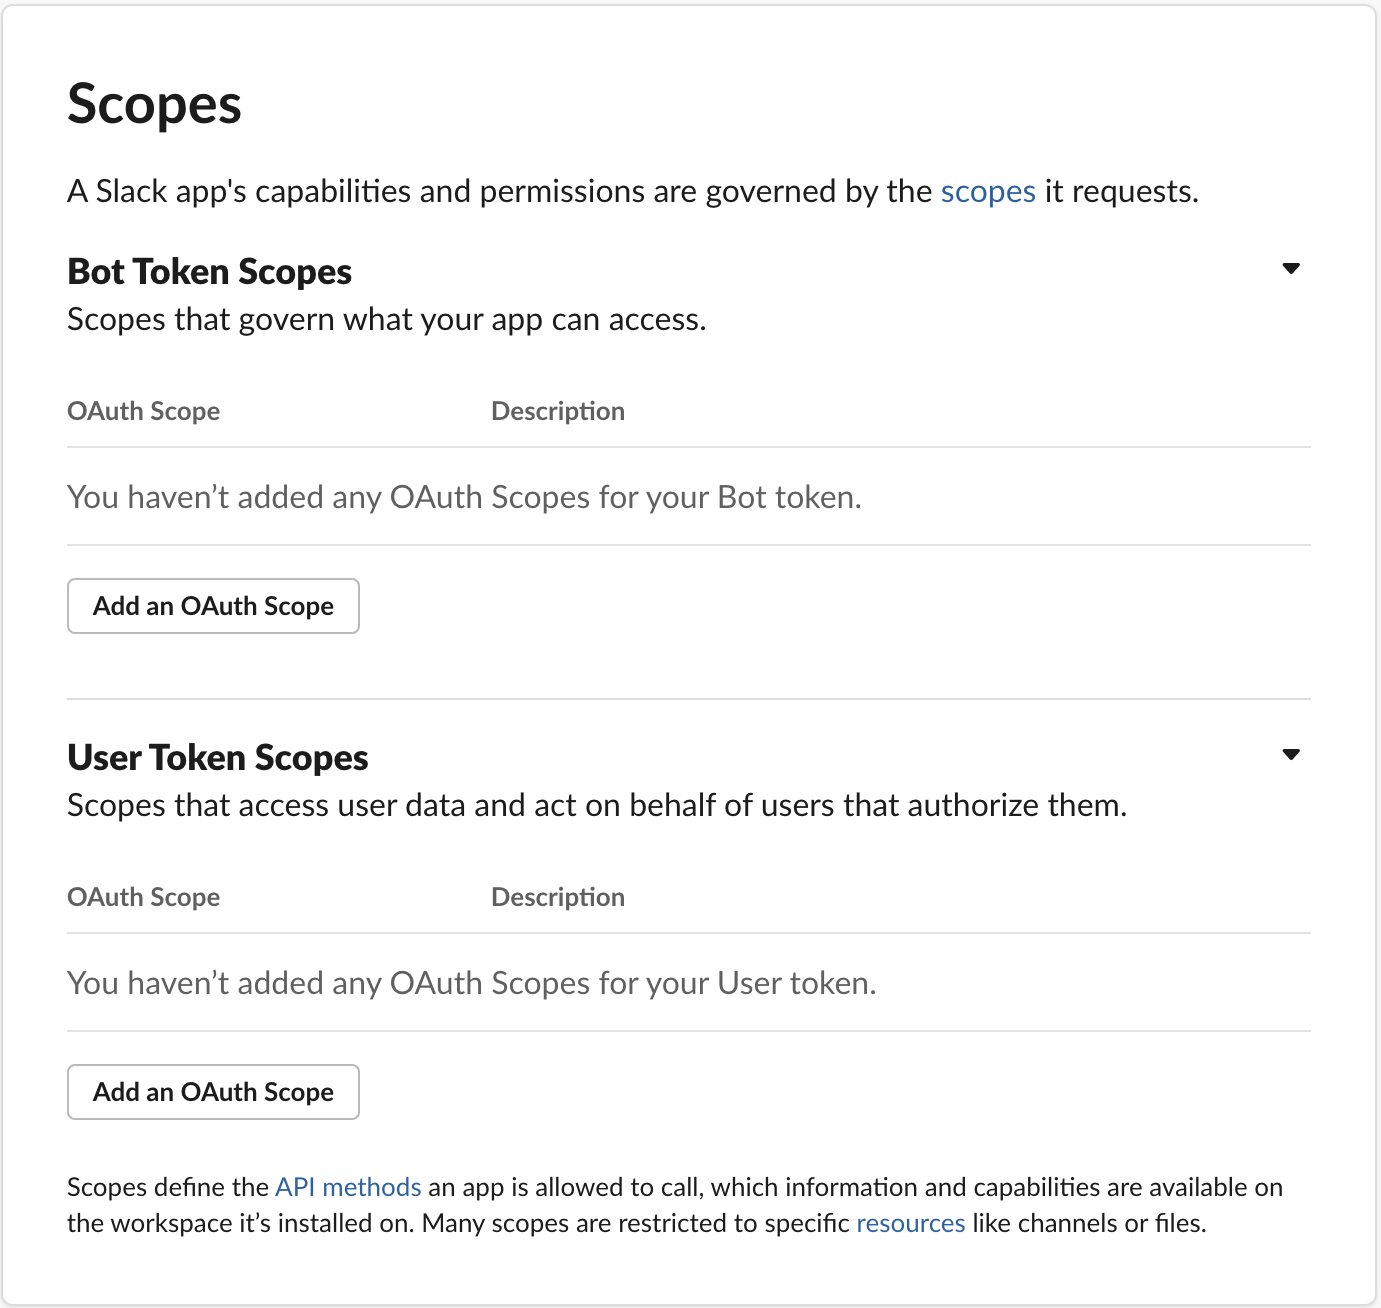 Scopes
A Slack app's capabilities and permissions are governed by the scopes it requests.
Bot Token Scopes
Scopes that govern what your app can access.
OAuth Scope Description
You haven’t added any OAuth Scopes for your Bot token.
Add an OAuth Scope
User Token Scopes
Scopes that access user data and act on behalf of users that authorize them.
OAuth Scope Description
You haven’t added any OAuth Scopes for your User token.
Add an OAuth Scope
Scopes define the API methods an app is allowed to call, which information and capabilities are available on
the workspace it’s installed on. Many scopes are restricted to specific resources like channels or files.